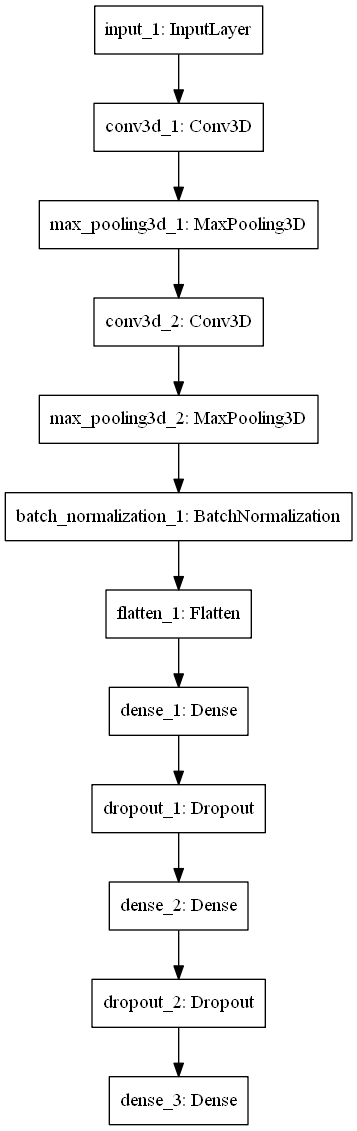 input_1: InputLayer
conv3d_1: Conv3D
max_pooling3d_1: MaxPooling3D
conv3d_2: Conv3D
max_pooling3d_2: MaxPooling3D
batch_normalization_1: BatchNormalization
flatten_1: Flatten
dense_1: Dense
dropout_1: Dropout
dense_2: Dense
dropout_2: Dropout
dense_3: Dense